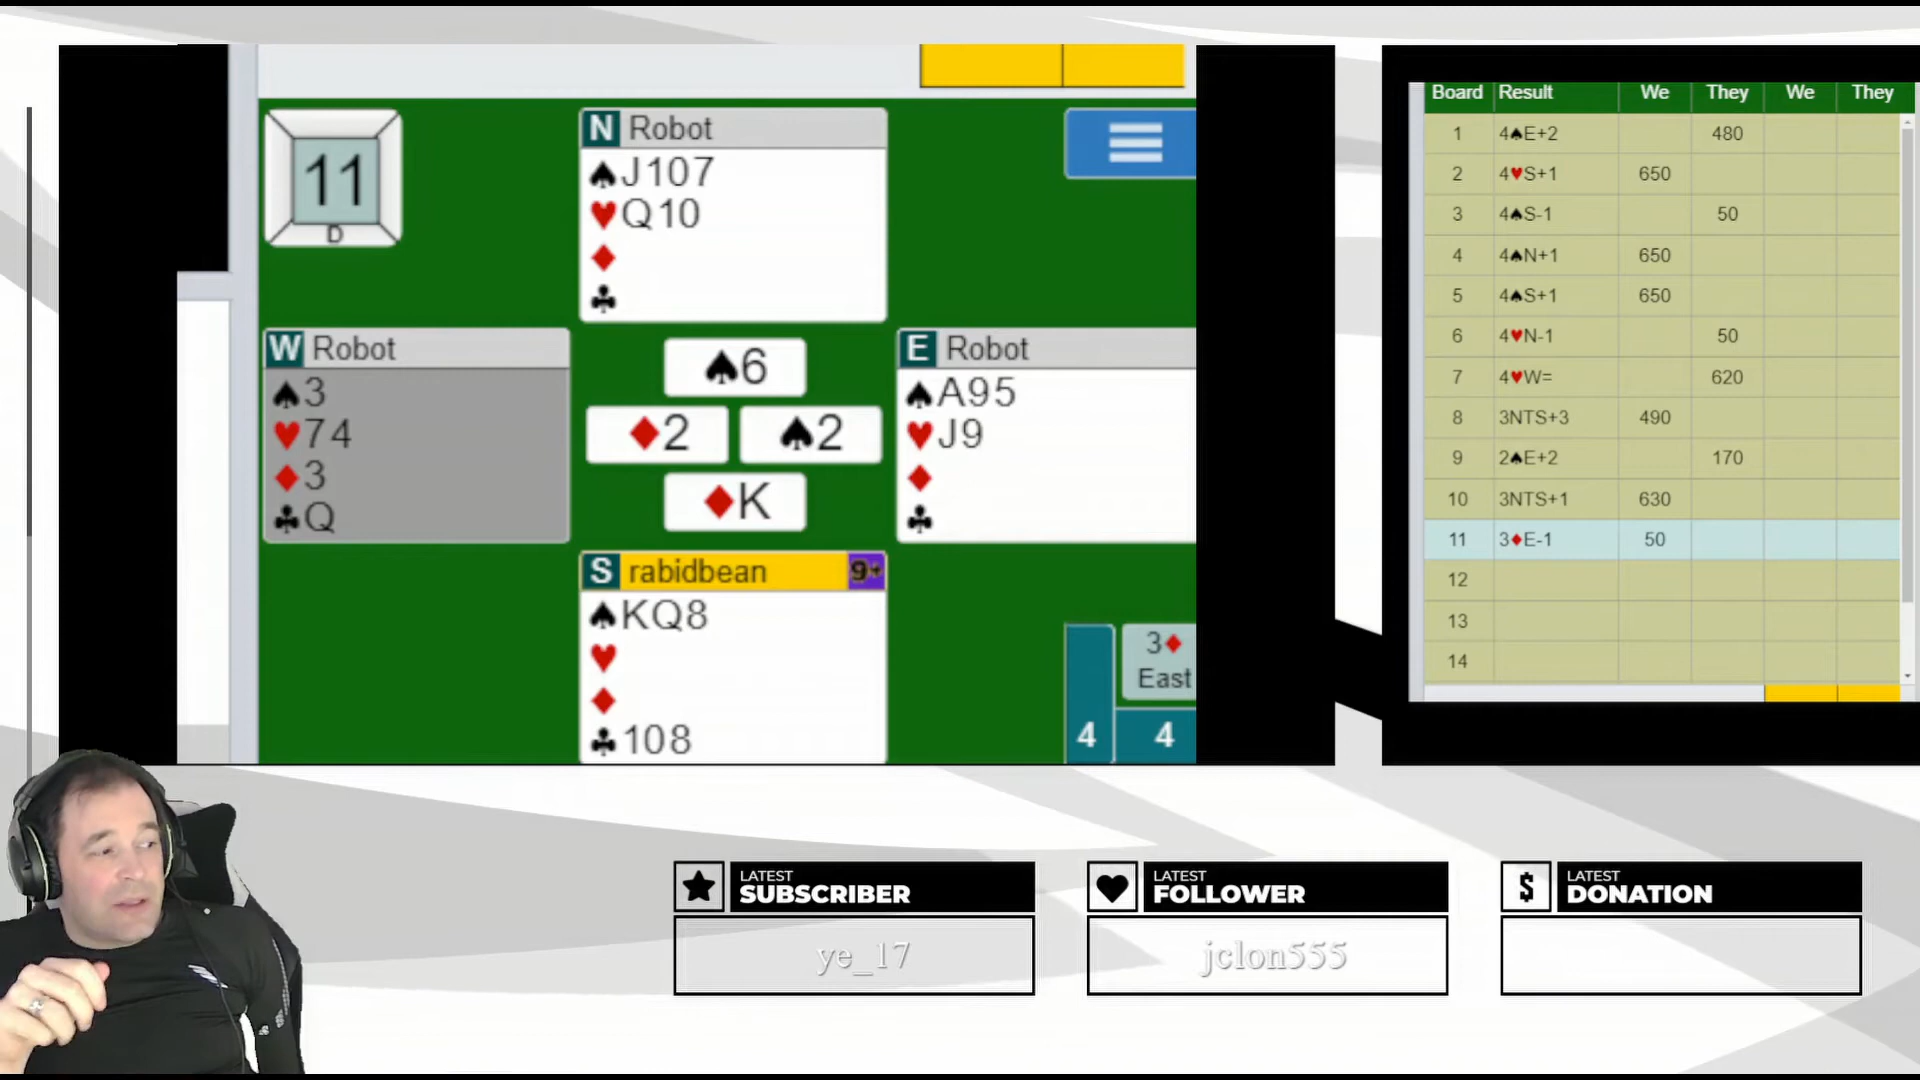 11
D
N Robot
♠J107
♥Q10
♦
♣
W Robot
♠3
♥74
♦3
♣Q
♠6
♦2
♠2
♦K
E Robot
♠A95
♥J9
♦
♣
S rabidbean 9+
♠KQ8
♥
♦
♣108
3♦
East
4 4
Board Result We They We They
1 4♠E+2 480
2 4♥S+1 650
3 4♠S-1 50
4 4♠N+1 650
5 4♠S+1 650
6 4♥N-1 50
7 4♥W= 620
8 3NTS+3 490
9 2♠E+2 170
10 3NTS+1 630
11 3♦E-1 50
12
13
14
LATEST
SUBSCRIBER
ye_17
LATEST
FOLLOWER
jclon555
$ LATEST
DONATION